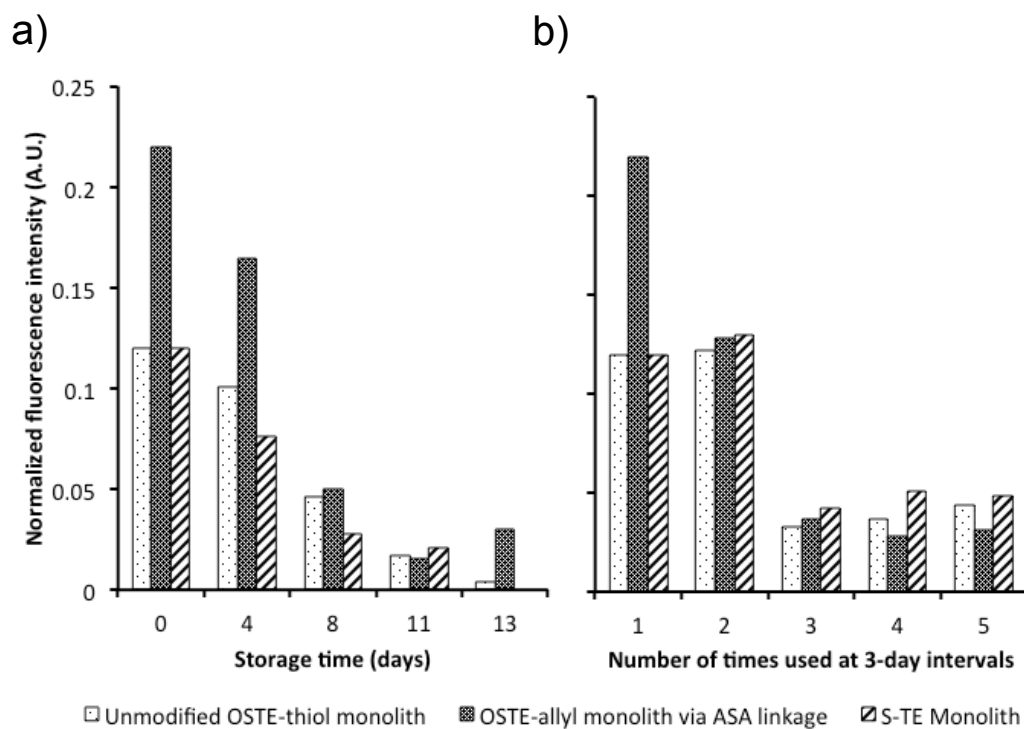 a)
b)
Normalized fluorescence intensity (A.U.)
0.25
0.2
0.15
0.1
0.05
0
0 4 8 11 13
Storage time (days)
1 2 3 4 5
Number of times used at 3-day intervals
Unmodified OSTE-thiol monolith OSTE-allyl monolith via ASA linkage S-TE Monolith